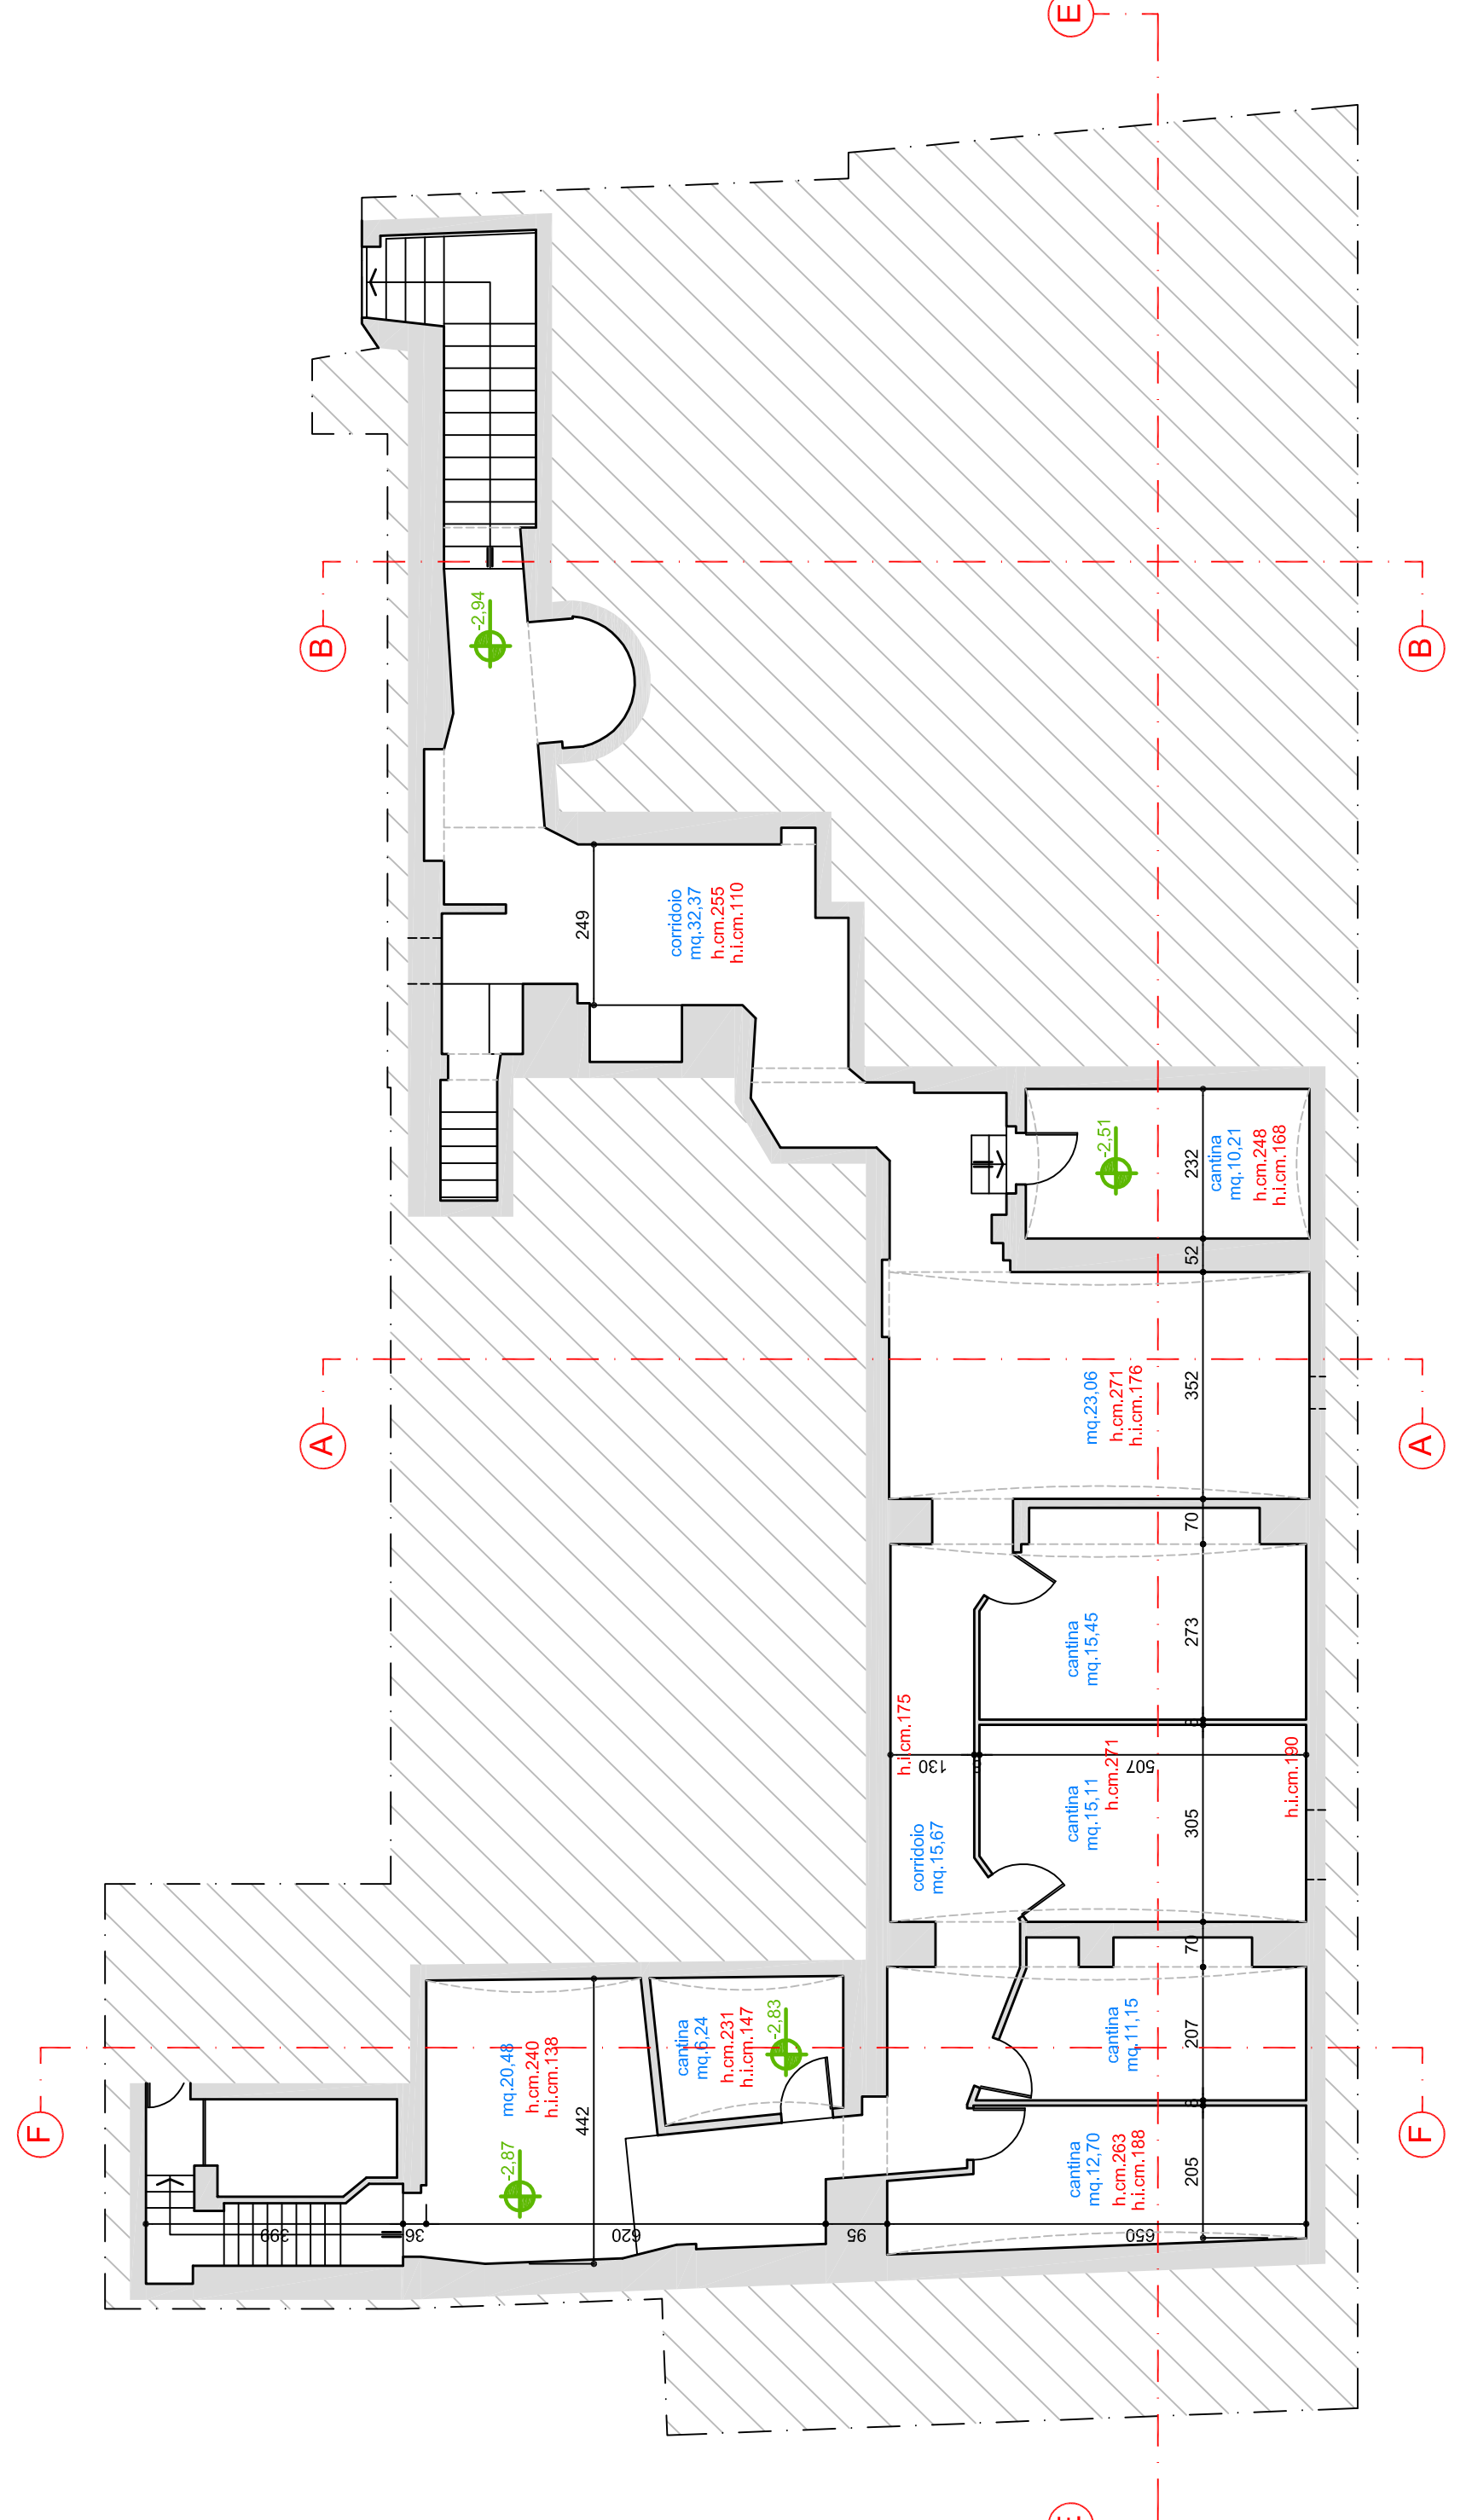 E
-2,94
B
B
249
corridoio
mq.32,37
h.cm.255
h.i.cm.110
-2,51
232
cantina
mq.10,21
h.cm.248
h.i.cm.168
52
A
352
mq.23,06
h.cm.271
h.i.cm.176
A
70
273
cantina
mq.15,45
h.i.cm.175
8
130
8
507
h.cm.271
h.i.cm.190
cantina
mq.15,11
305
corridoio
mq.15,67
70
cantina
mq.11,15
207
8
F
mq.20,48
h.cm.240
h.i.cm.138
442
-2,87
cantina
mq.6,24
h.cm.231
h.i.cm.147
-2,83
F
cantina
mq.12,70
h.cm.263
h.i.cm.188
205
399
36
620
95
650
E